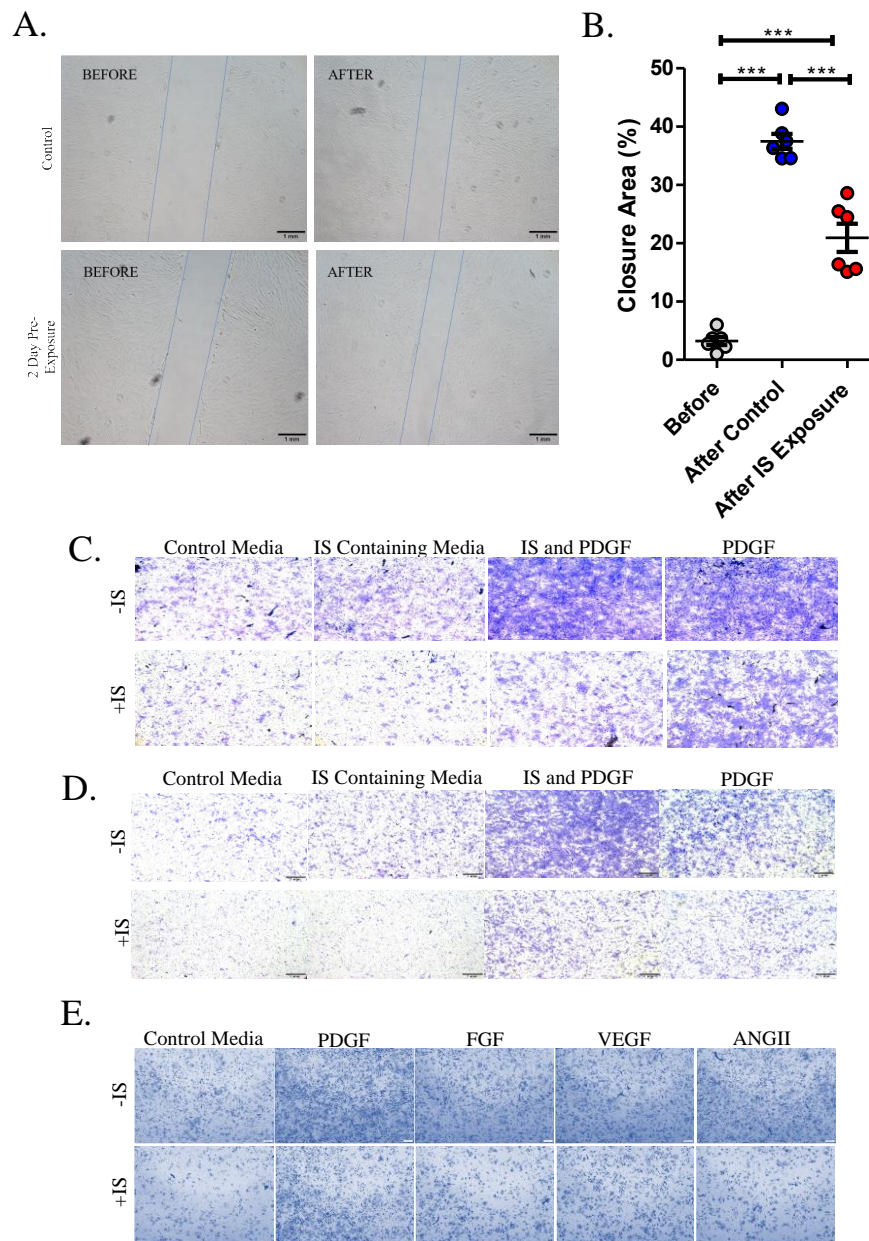 A.
BEFORE
AFTER
Control
1 mm
1 mm
BEFORE
AFTER
2 Day Pre-
Exposure
1 mm
1 mm
B.
***
***
***
50
40
30
20
10
0
Closure Area (%)
Before
After Control
After IS Exposure
C.
Control Media
IS Containing Media
IS and PDGF
PDGF
-IS
+IS
D.
Control Media
IS Containing Media
IS and PDGF
PDGF
-IS
+IS
E.
Control Media
PDGF
FGF
VEGF
ANGII
-IS
+IS